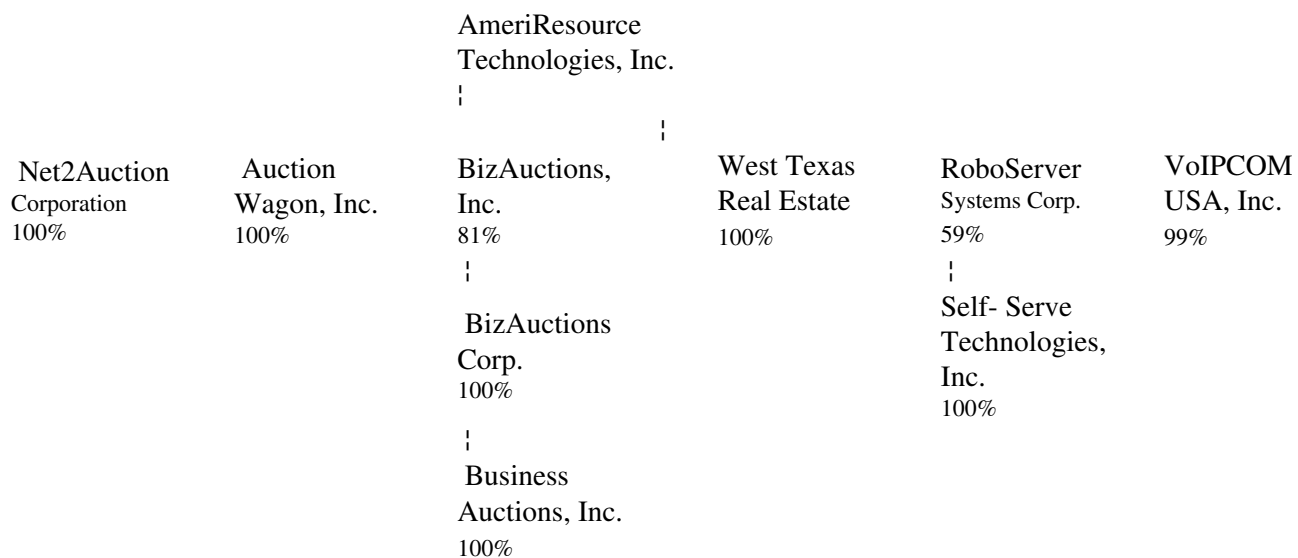 AmeriResource
Technologies, Inc.
¦
¦
Net2Auction
Corporation
100%
Auction
Wagon, Inc.
100%
BizAuctions,
Inc.
81%
West Texas
Real Estate
100%
RoboServer
Systems Corp.
59%
VoIPCOM
USA, Inc.
99%
¦
BizAuctions
Corp.
100%
¦
Self- Serve
Technologies,
Inc.
100%
¦
Business
Auctions, Inc.
100%